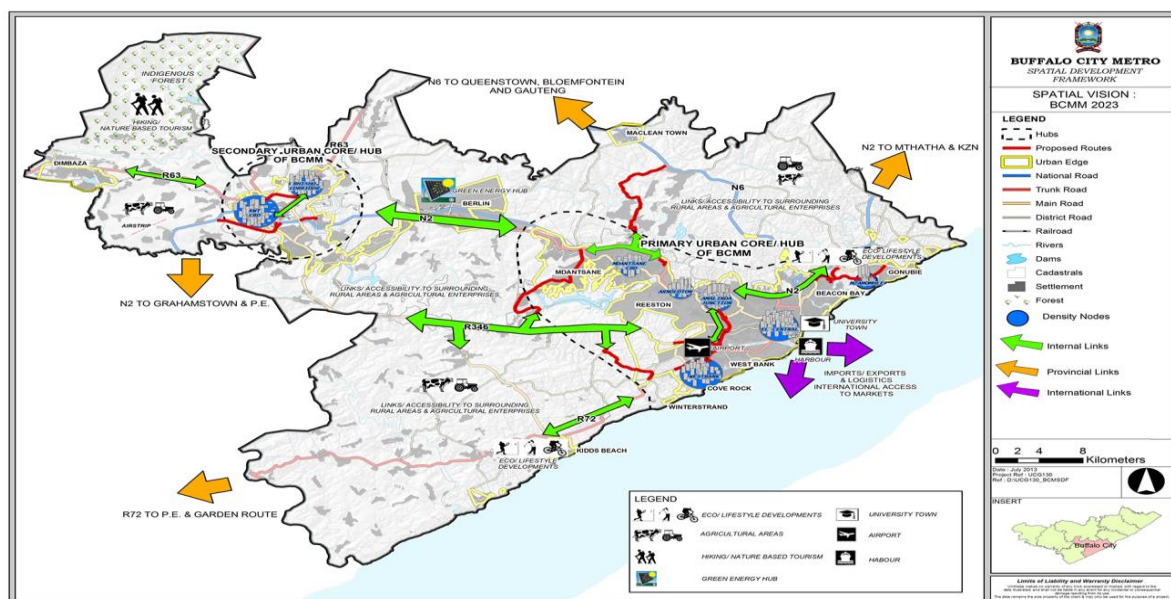 INDIGENOUS
FOREST
HIKING/
NATURE BASED TOURISM
DIMBAZA
R63
AIRSTRIP
SECONDARY URBAN CORE/ HUB
OF BCMM
R63
N6 TO QUEENSTOWN, BLOEMFONTEIN
AND GAUTENG
MACLEAN TOWN
N2 TO MTHATHA & KZN
GREEN ENERGY HUB
BERLIN
N2
N6
LINKS/ACCESSIBILITY TO SURROUNDING
RURAL AREAS & AGRICULTURAL ENTERPRISES
PRIMARY URBAN CORE/ HUB
OF BCMM
ECO/LIFESTYLE
DEVELOPMENTS
GONUBIE
BEACON BAY
N2
MDANTSANE
REESTON
N2 TO GRAHAMSTOWN & P.E.
LINKS/ACCESSIBILITY TO SURROUNDING
RURAL AREAS & AGRICULTURAL ENTERPRISES
R346
UNIVERSITY
TOWN
AIRPORT
HARBOUR
WEST BANK
COVE ROCK
WINTERSTRAND
IMPORTS/ EXPORTS
& LOGISTICS
INTERNATIONAL ACCESS
TO MARKETS
LINKS/ ACCESSIBILITY TO SURROUNDING
RURAL AREAS & AGRICULTURAL ENTERPRISES
R72
KIDDS BEACH
ECO/ LIFESTYLE
DEVELOPMENTS
R72 TO P.E. & GARDEN ROUTE
LEGEND
ECO/ LIFESTYLE DEVELOPMENTS
AGRICULTURAL AREAS
HIKING/ NATURE BASED TOURISM
GREEN ENERGY HUB
UNIVERSITY TOWN
AIRPORT
HABOUR
BUFFALO CITY METRO
SPATIAL DEVELOPMENT
FRAMEWORK
SPATIAL VISION :
BCMM 2023
LEGEND
Hubs
Proposed Routes
Urban Edge
National Road
Trunk Road
Main Road
District Road
Railroad
Rivers
Dams
Cadastrals
Settlement
Forest
Density Nodes
Internal Links
Provincial Links
International Links
0 2 4 8
Kilometers
Date : July 2013
Project Ref : UCG130
Ref : D:\UCG130_BCMSDF
INSERT
Buffalo City
Limits of Liability and Warranty Disclaimer